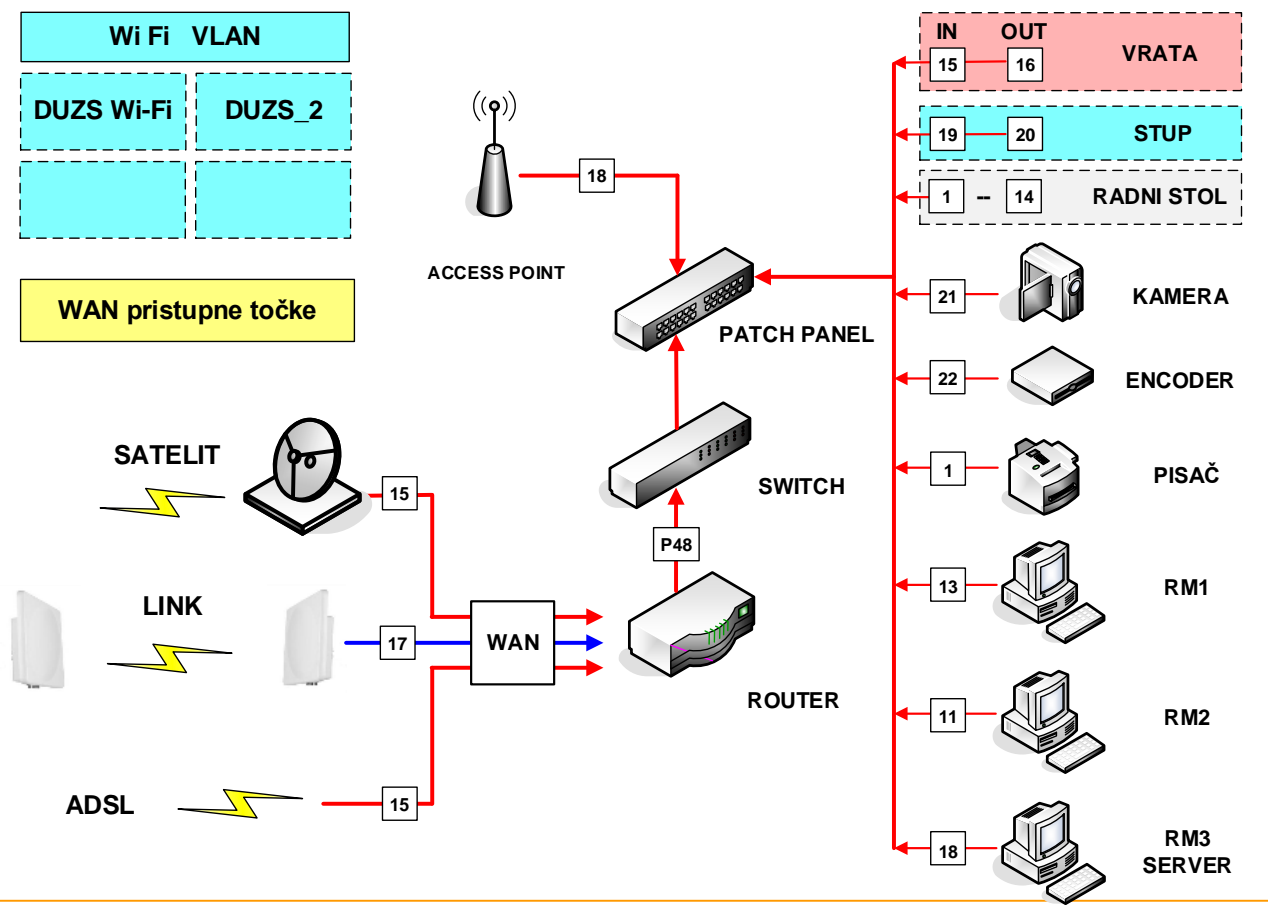 Wi Fi VLAN
DUZS Wi-Fi
DUZS_2
WAN pristupne točke
ACCESS POINT
18
PATCH PANEL
SWITCH
P48
ROUTER
SATELIT
15
LINK
17
WAN
ADSL
15
IN OUT
15 16 VRATA
19 20 STUP
1 -- 14 RADNI STOL
21 KAMERA
22 ENCODER
1 PISAČ
13 RM1
11 RM2
18 RM3
SERVER